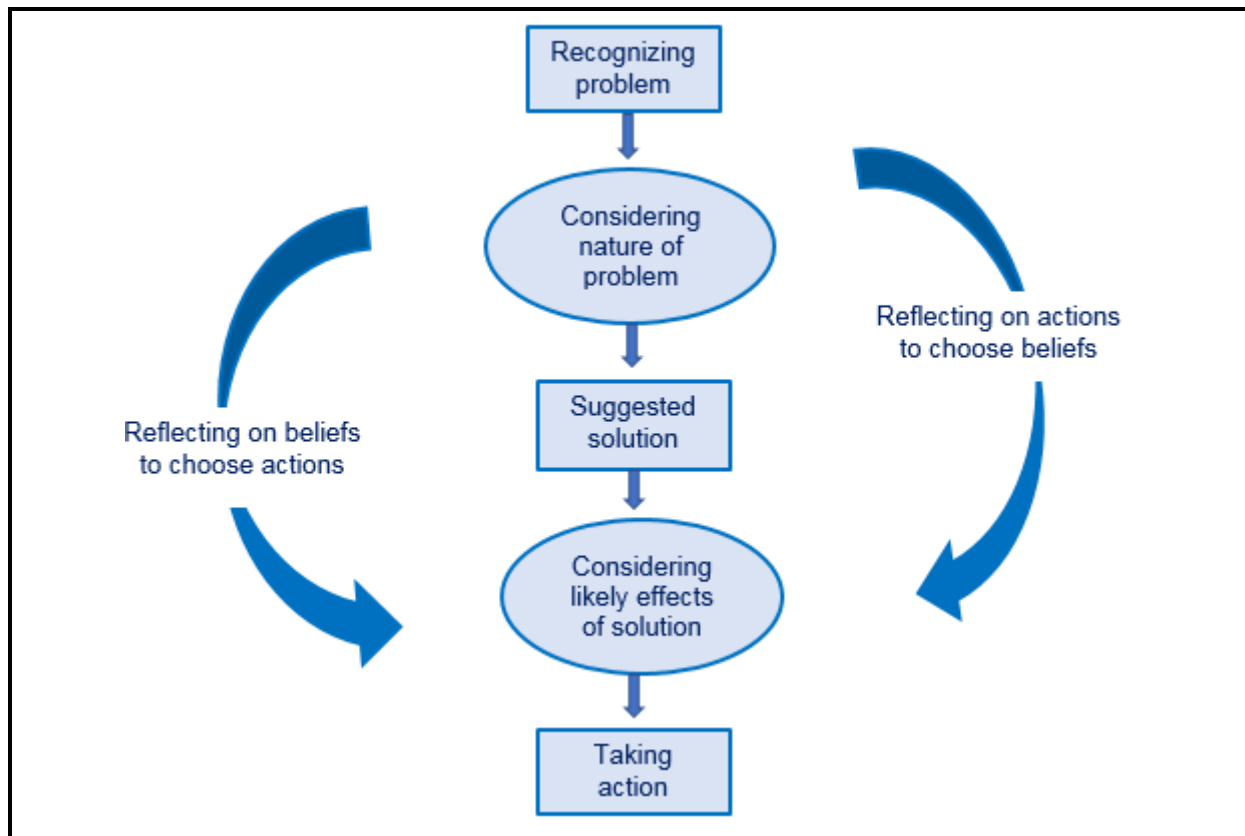 Recognizing
problem
Considering
nature of
problem
Reflecting on actions
to choose beliefs
Suggested
solution
Reflecting on beliefs
to choose actions
Considering
likely effects
of solution
Taking
action